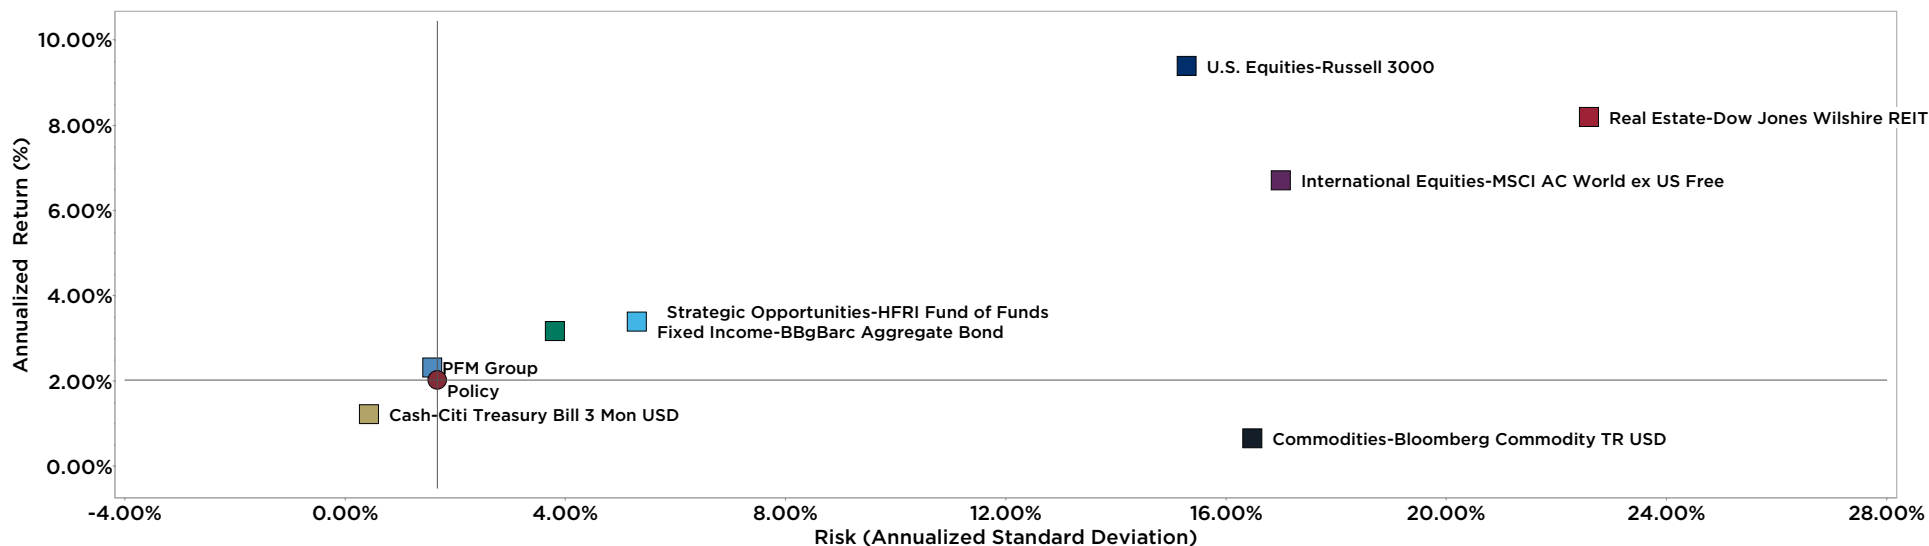 10.00%
U.S. Equities-Russell 3000
8.00%
Real Estate-Dow Jones Wilshire REIT
International Equities-MSCI AC World ex US Free
6.00%
Annualized Return (%)
4.00%
Strategic Opportunities-HFRI Fund of Funds
Fixed Income-BBgBarc Aggregate Bond
PFM Group
2.00%
Policy
Cash-Citi Treasury Bill 3 Mon USD
Commodities-Bloomberg Commodity TR USD
0.00%
-4.00% 0.00% 4.00% 8.00% 12.00% 16.00% 20.00% 24.00% 28.00%
Risk (Annualized Standard Deviation)